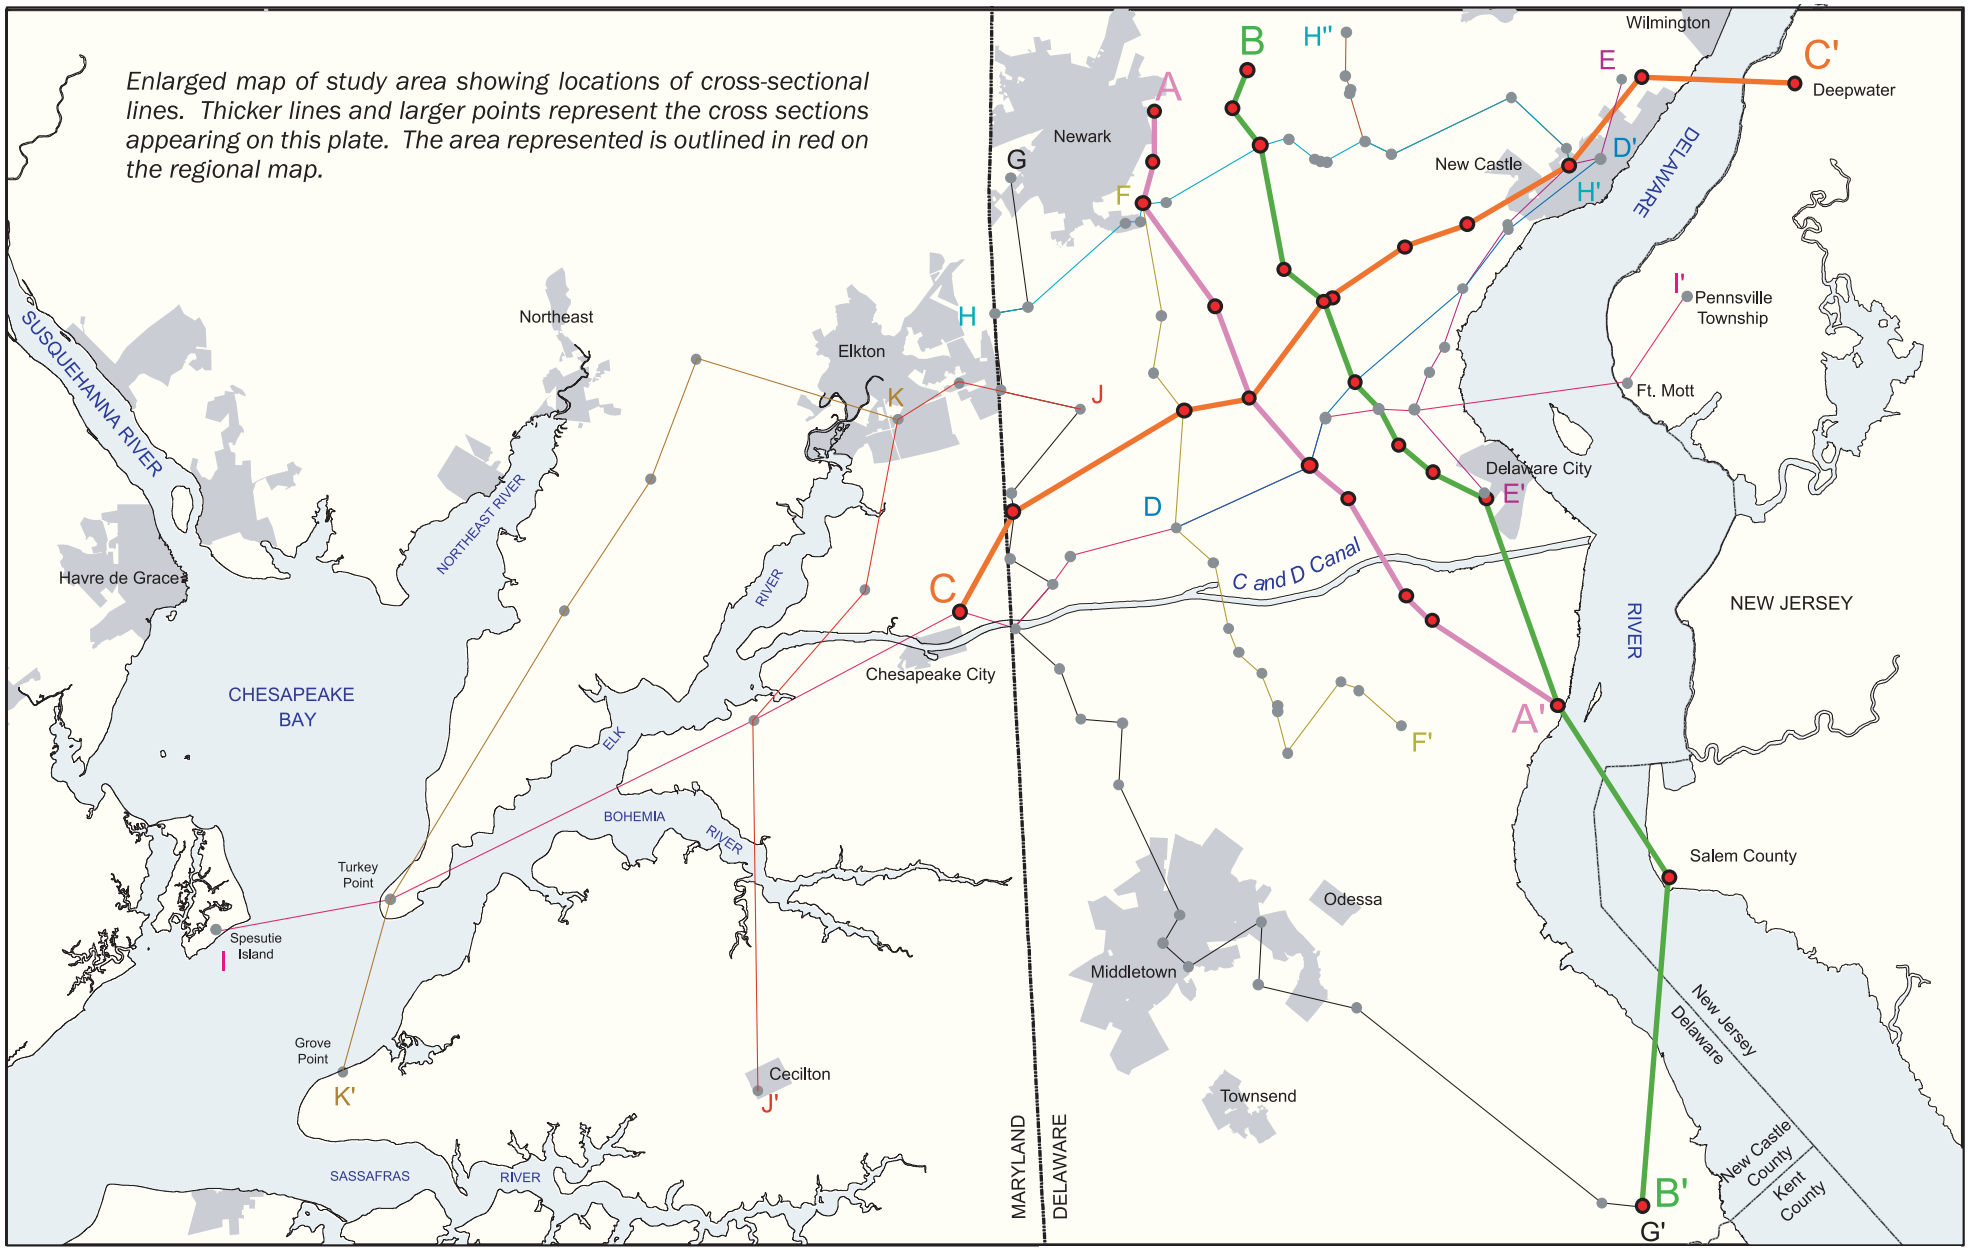 Enlarged map of study area showing locations of cross-sectional
lines. Thicker lines and larger points represent the cross sections
appearing on this plate. The area represented is outlined in red on
the regional map.
B
H"
Wilmington
E
C'
Deepwater
A
Newark
G
F
New Castle
D'
H'
DELAWARE
I'
Pennsville
Township
Northeast
H
Elkton
SUSQUEHANNA RIVER
K
J
Ft. Mott
Delaware City
E'
D
NORTHEAST RIVER
C and D Canal
Havre de Grace
RIVER
C
NEW JERSEY
RIVER
Chesapeake City
CHESAPEAKE
BAY
A'
ELK
F'
BOHEMIA
RIVER
Turkey
Point
Salem County
Odessa
Spesutie
Island
I
Middletown
New Jersey
Delaware
Grove
Point
K'
Cecilton
J'
Townsend
MARYLAND
DELAWARE
New Castle
County
Kent
County
SASSAFRAS
RIVER
B'
G'